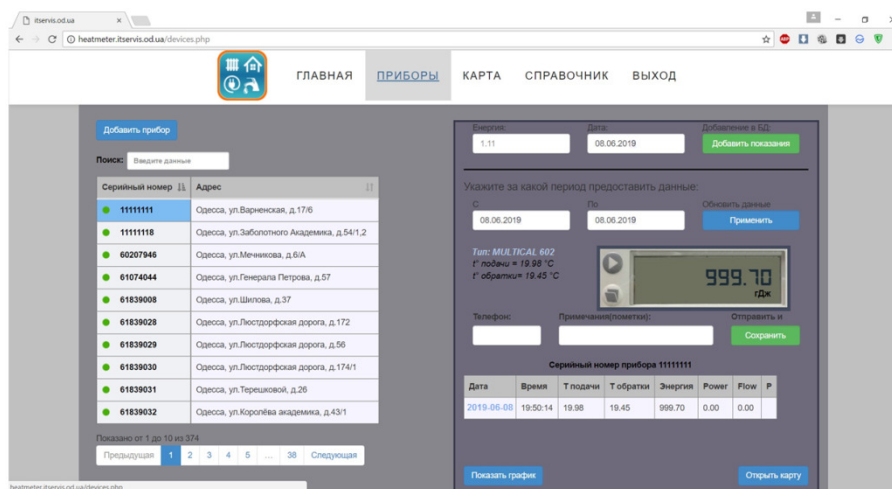 itservis.od.ua
heatmeter.itservis.od.ua/devices.php
ГЛАВНАЯ ПРИБОРЫ КАРТА СПРАВОЧНИК ВЫХОД
Добавить прибор
Поиск: Введите данные
Серийный номер Адрес
11111111 Одесса, ул.Варненская, д.17/6
11111118 Одесса, ул.Заболотного Академика, д.54/1,2
60207946 Одесса, ул.Мечникова, д.6/А
61074044 Одесса, ул.Генерала Петрова, д.57
61839008 Одесса, ул.Шилова, д.37
61839028 Одесса, ул.Люстдорфская дорога, д.172
61839029 Одесса, ул.Люстдорфская дорога, д.56
61839030 Одесса, ул.Люстдорфская дорога, д.174/1
61839031 Одесса, ул.Терешковой, д.26
61839032 Одесса, ул.Королёва академика, д.43/1
Показано от 1 до 10 из 374
Предыдущая 1 2 3 4 5 ... 38 Следующая
heatmeter.itservis.od.ua/devices.php
Енергия: Дата: Добавление в БД:
1.11 08.06.2019 Добавить показания
Укажите за какой период предоставить данные:
С По Обновить данные
08.06.2019 08.06.2019 Применить
Тип: MULTICAL 602
t° подачи = 19.98 °C
t° обратки= 19.45 °C
999.70
гДж
Телефон: Примечания(пометки): Отправить и
Сохранить
Серийный номер прибора 11111111
Дата Время Т подачи Т обратки Энергия Power Flow P
2019-06-08 19:50:14 19.98 19.45 999.70 0.00 0.00
Показать график Открыть карту